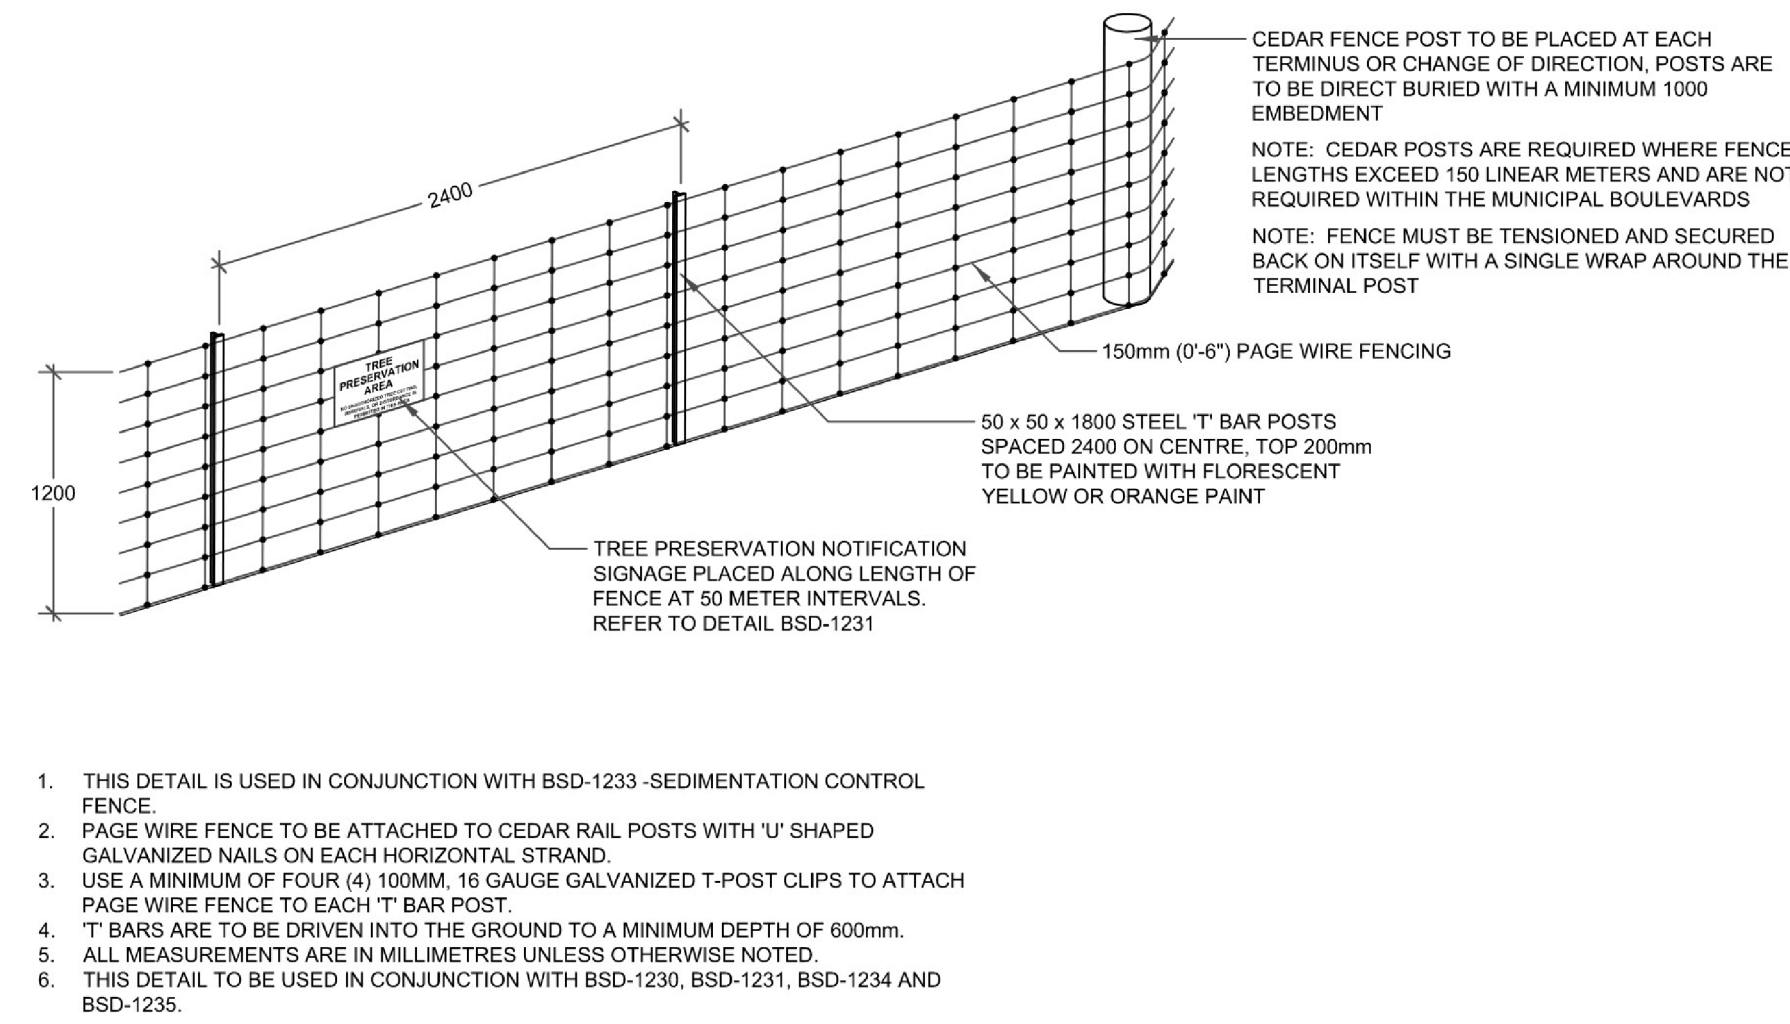 CEDAR FENCE POST TO BE PLACED AT EACH
TERMINUS OR CHANGE OF DIRECTION, POSTS ARE
TO BE DIRECT BURIED WITH A MINIMUM 1000
EMBEDMENT
NOTE: CEDAR POSTS ARE REQUIRED WHERE FENCE
LENGTHS EXCEED 150 LINEAR METERS AND ARE NOT
REQUIRED WITHIN THE MUNICIPAL BOULEVARDS
NOTE: FENCE MUST BE TENSIONED AND SECURED
BACK ON ITSELF WITH A SINGLE WRAP AROUND THE
TERMINAL POST
2400
150mm (0'-6") PAGE WIRE FENCING
TREE
PRESERVATION
AREA
50 x 50 x 1800 STEEL 'T' BAR POSTS
SPACED 2400 ON CENTRE, TOP 200mm
TO BE PAINTED WITH FLORESCENT
YELLOW OR ORANGE PAINT
1200
TREE PRESERVATION NOTIFICATION
SIGNAGE PLACED ALONG LENGTH OF
FENCE AT 50 METER INTERVALS.
REFER TO DETAIL BSD-1231
1. THIS DETAIL IS USED IN CONJUNCTION WITH BSD-1233 -SEDIMENTATION CONTROL
FENCE.
2. PAGE WIRE FENCE TO BE ATTACHED TO CEDAR RAIL POSTS WITH 'U' SHAPED
GALVANIZED NAILS ON EACH HORIZONTAL STRAND.
3. USE A MINIMUM OF FOUR (4) 100MM, 16 GAUGE GALVANIZED T-POST CLIPS TO ATTACH
PAGE WIRE FENCE TO EACH 'T' BAR POST.
4. 'T' BARS ARE TO BE DRIVEN INTO THE GROUND TO A MINIMUM DEPTH OF 600mm.
5. ALL MEASUREMENTS ARE IN MILLIMETRES UNLESS OTHERWISE NOTED.
6. THIS DETAIL TO BE USED IN CONJUNCTION WITH BSD-1230, BSD-1231, BSD-1234 AND
BSD-1235.